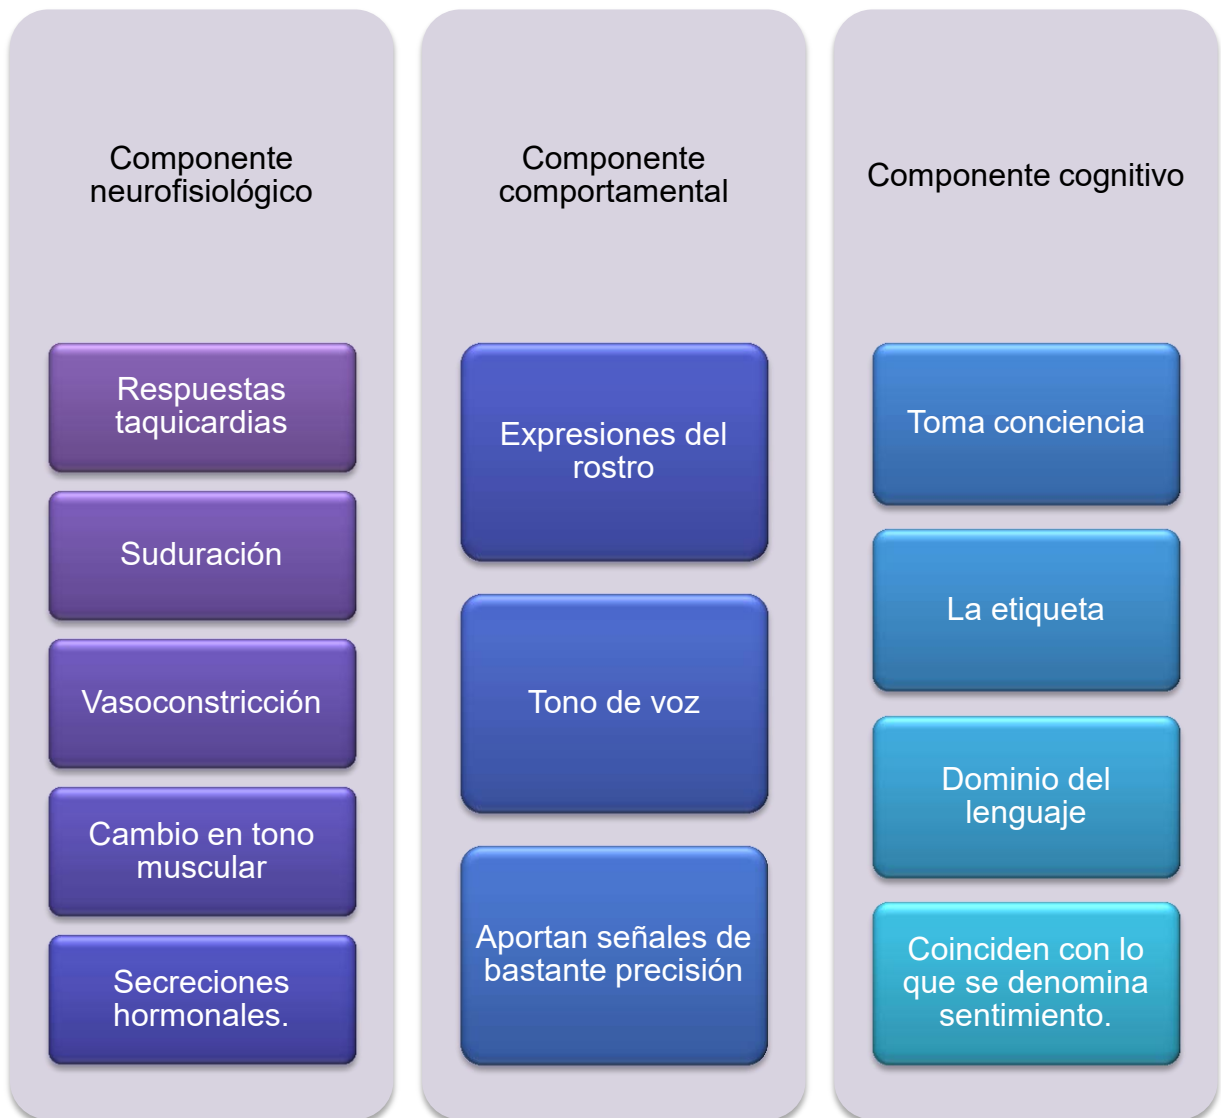 Componente
neurofisiológico
Respuestas
taquicardias
Suduración
Vasoconstricción
Cambio en tono
muscular
Secreciones
hormonales.
Componente
comportamental
Expresiones del
rostro
Tono de voz
Aportan señales de
bastante precisión
Componente cognitivo
Toma conciencia
La etiqueta
Dominio del
lenguaje
Coinciden con lo
que se denomina
sentimiento.